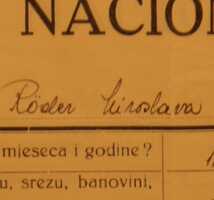 NACIO
Röder Miroslava
mjeseca i godine?
u, srezu, banovini,